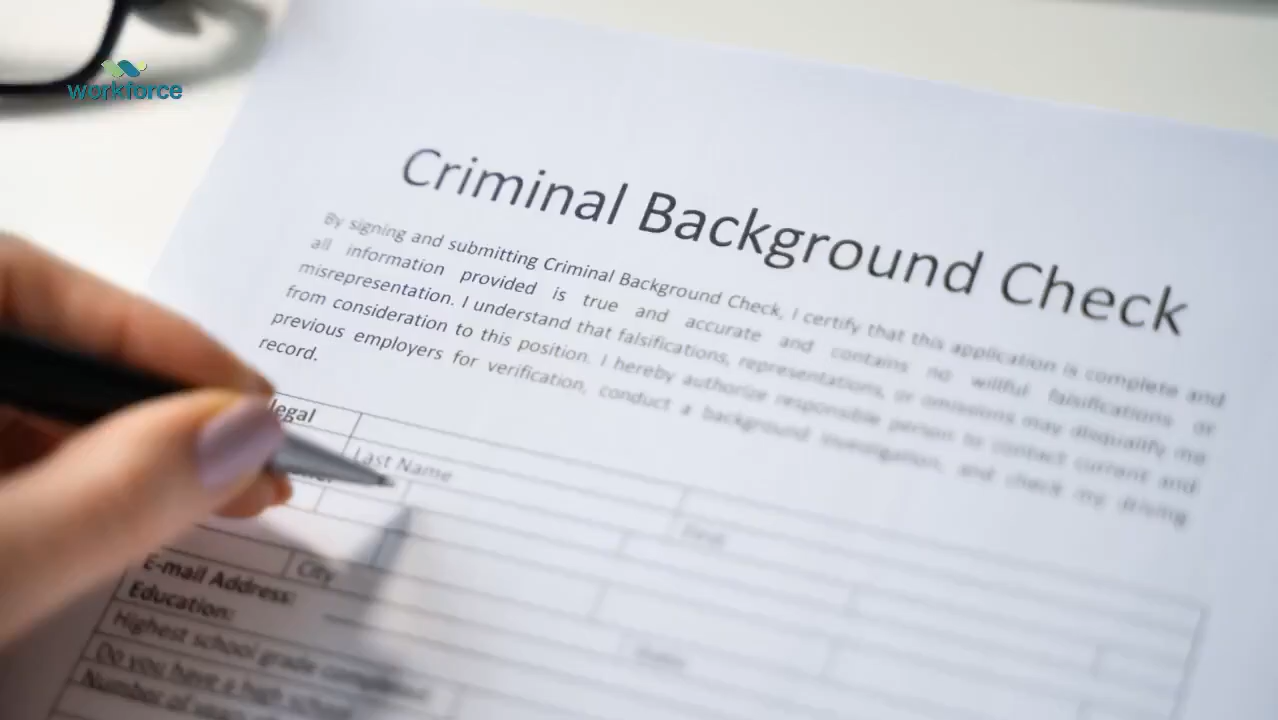 workforce
Criminal Background Check
By signing and submitting Criminal Background Check, I certify that this application is complete and
all information provided is true and accurate and contains no willful falsifications or
misrepresentation. I understand that falsifications, representations, or omissions may disqualify me
from consideration to this position. I hereby authorize responsible person to contact current and
previous employers for verification, conduct a background investigation, and check my driving
record.
legal
Last Name
City
E-mail Address:
Education:
Highest school grade completed
Do you have a high school
Number of years